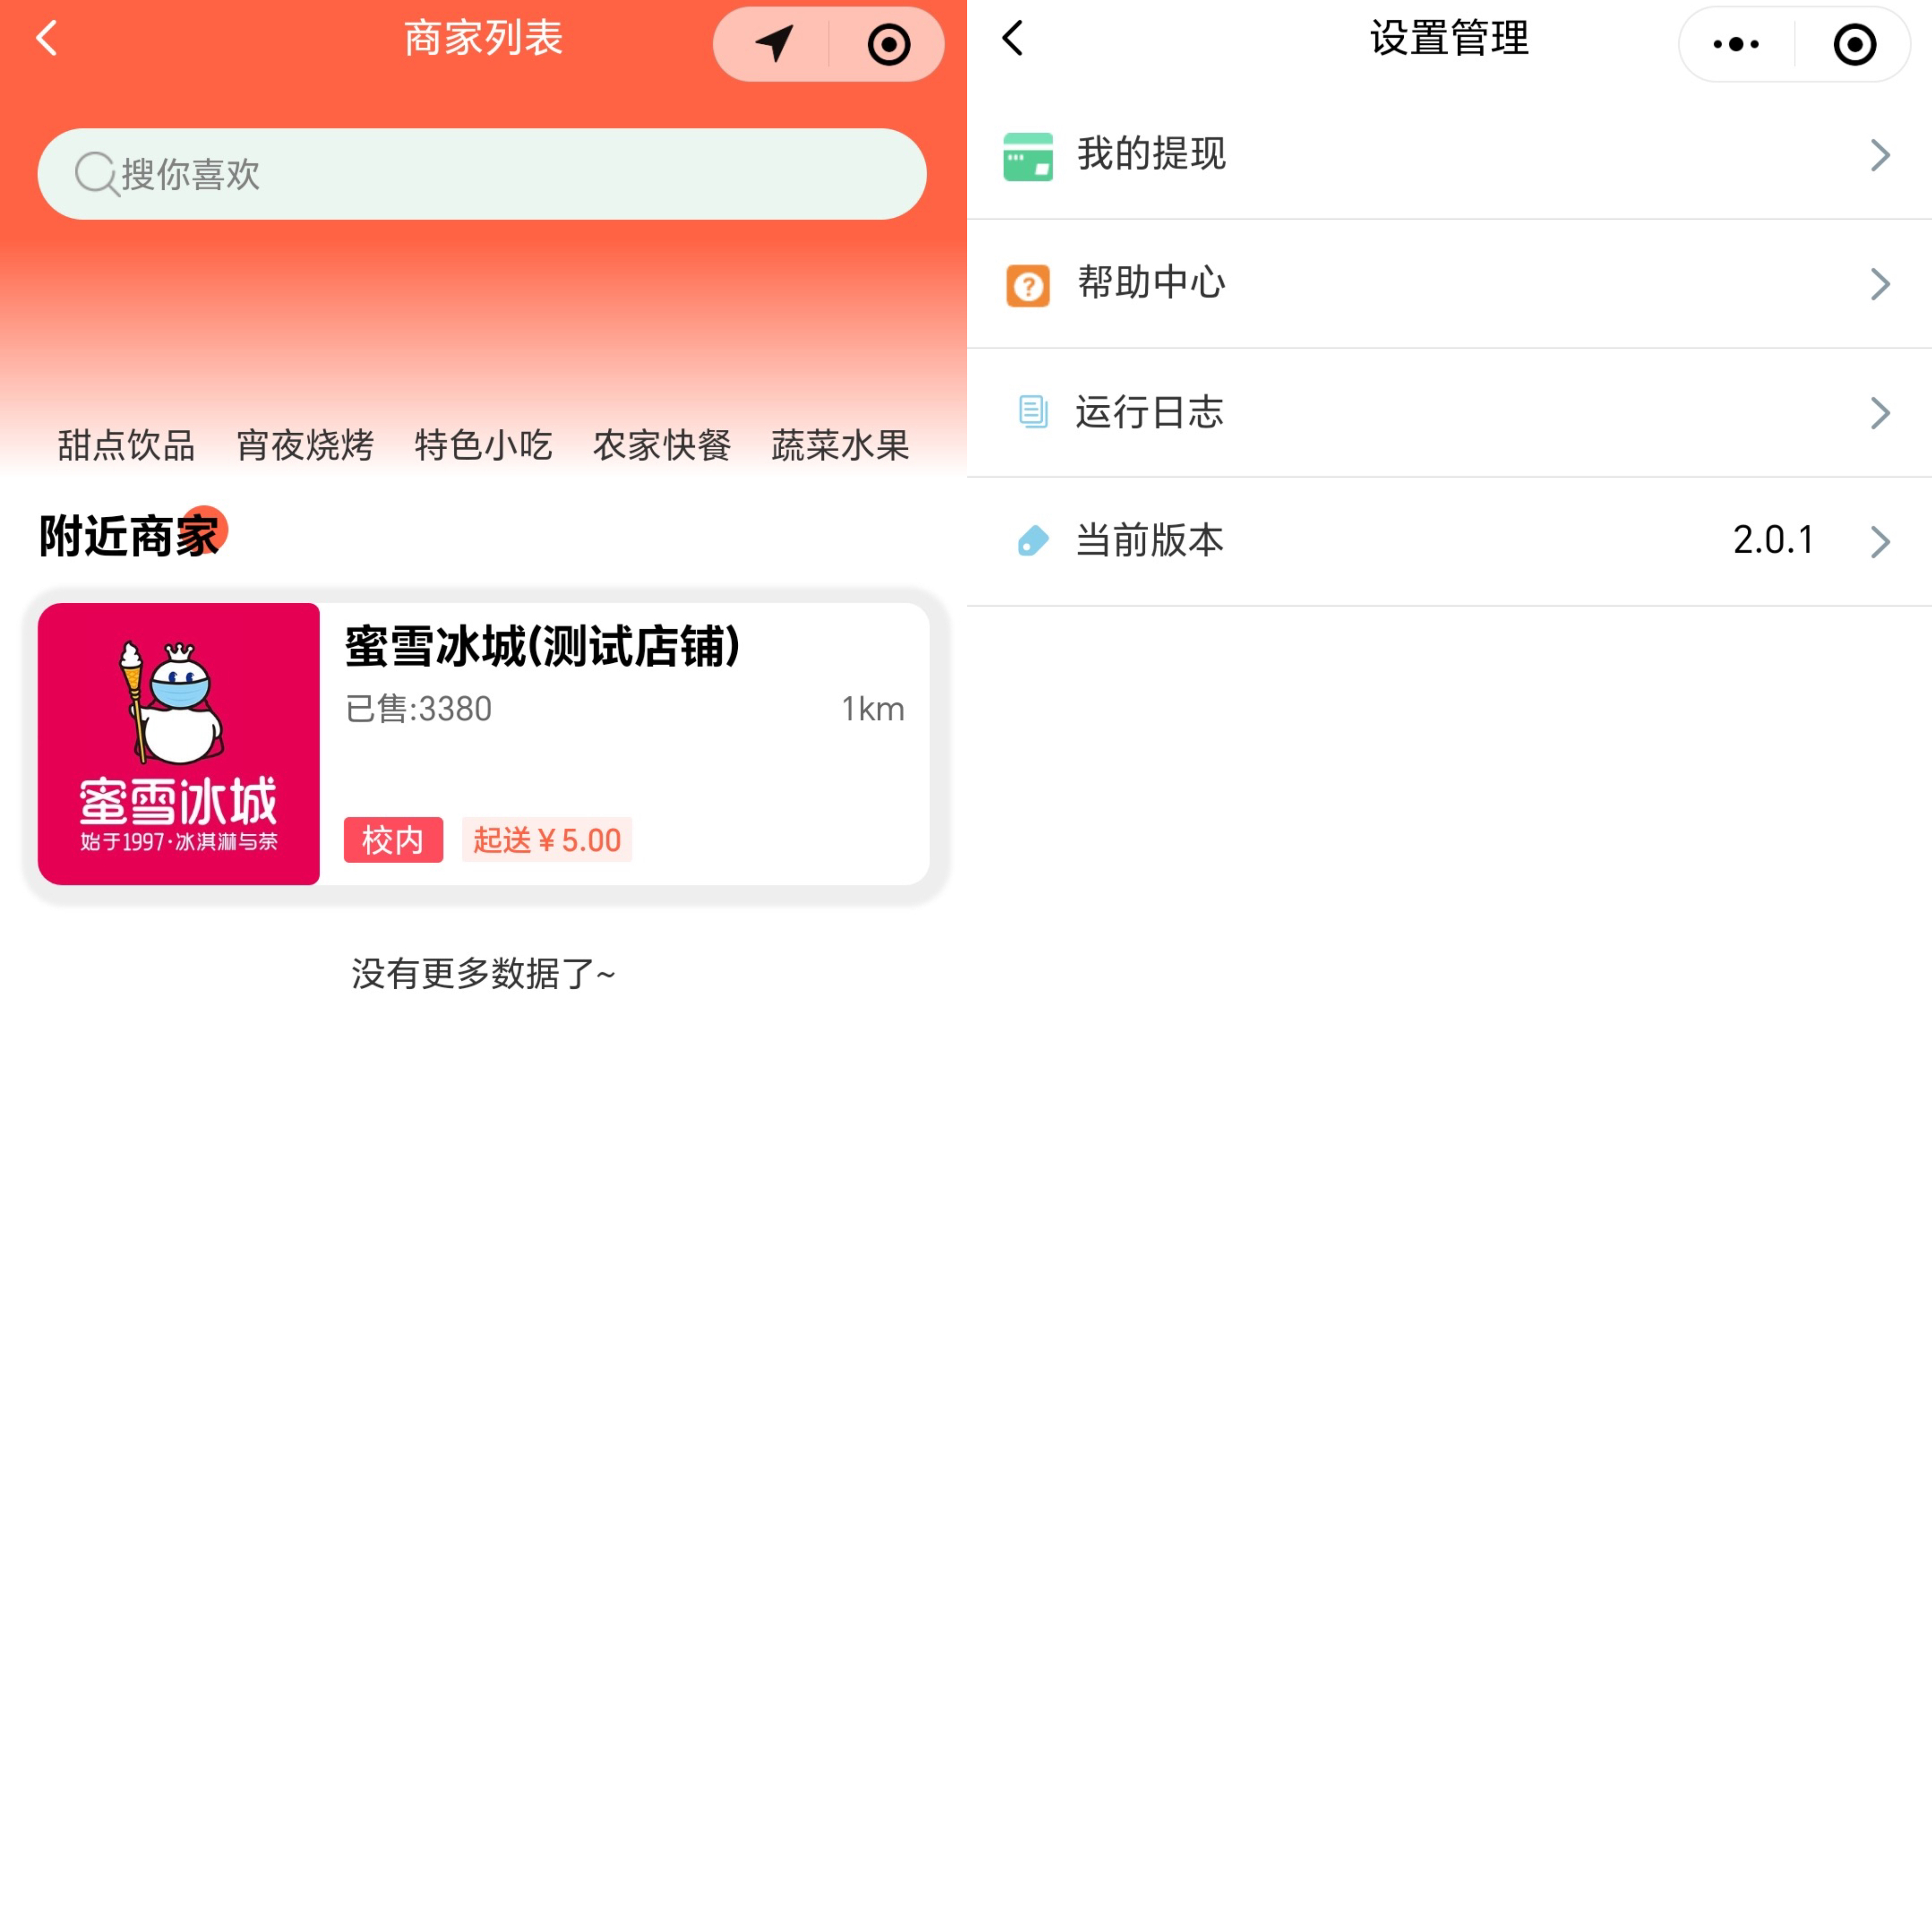 商家列表
搜你喜欢
甜点饮品 宵夜烧烤 特色小吃 农家快餐 蔬菜水果
附近商家
蜜雪冰城
始于1997·冰淇淋与茶
蜜雪冰城(测试店铺)
已售:3380 1km
校内 起送￥5.00
没有更多数据了~
设置管理
我的提现
帮助中心
运行日志
当前版本 2.0.1